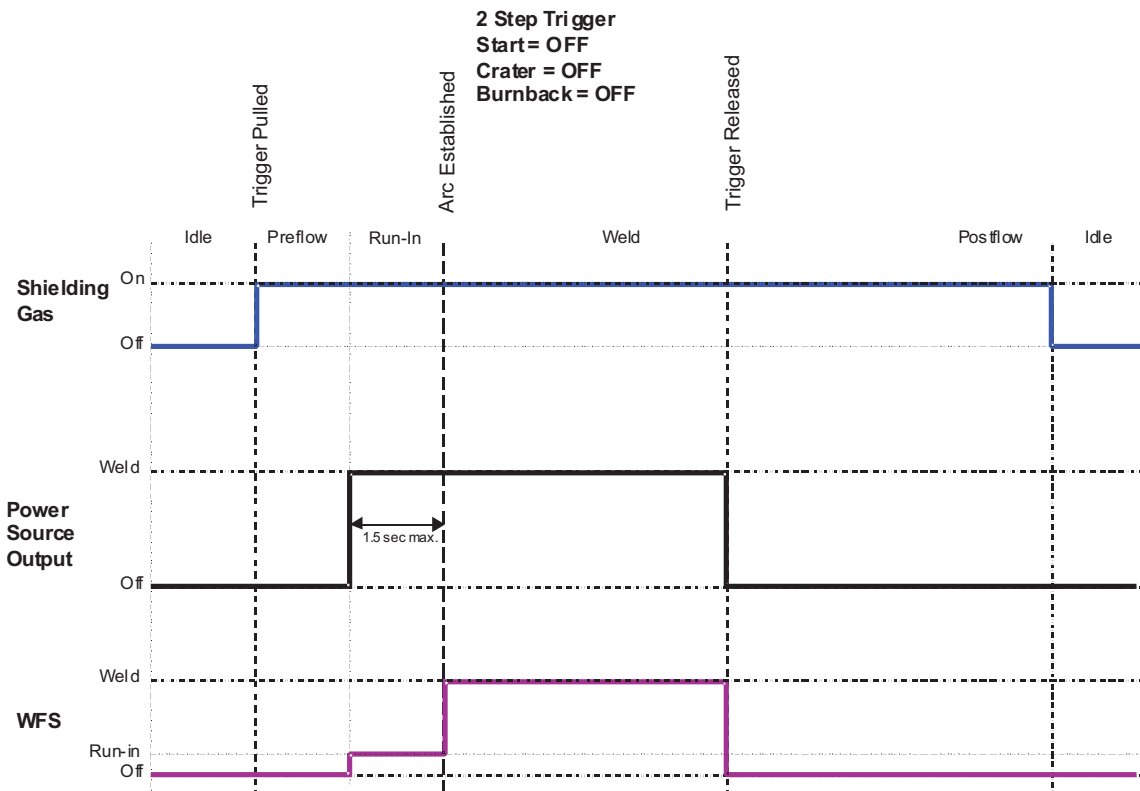 2 Step Trigger
Start = OFF
Crater = OFF
Burnback = OFF
Trigger Pulled
Arc Established
Trigger Released
Idle
Preflow
Run-In
Weld
Postflow
Idle
Shielding
Gas
On
Off
Power
Source
Output
Weld
1.5 sec max.
Off
WFS
Weld
Run-in
Off